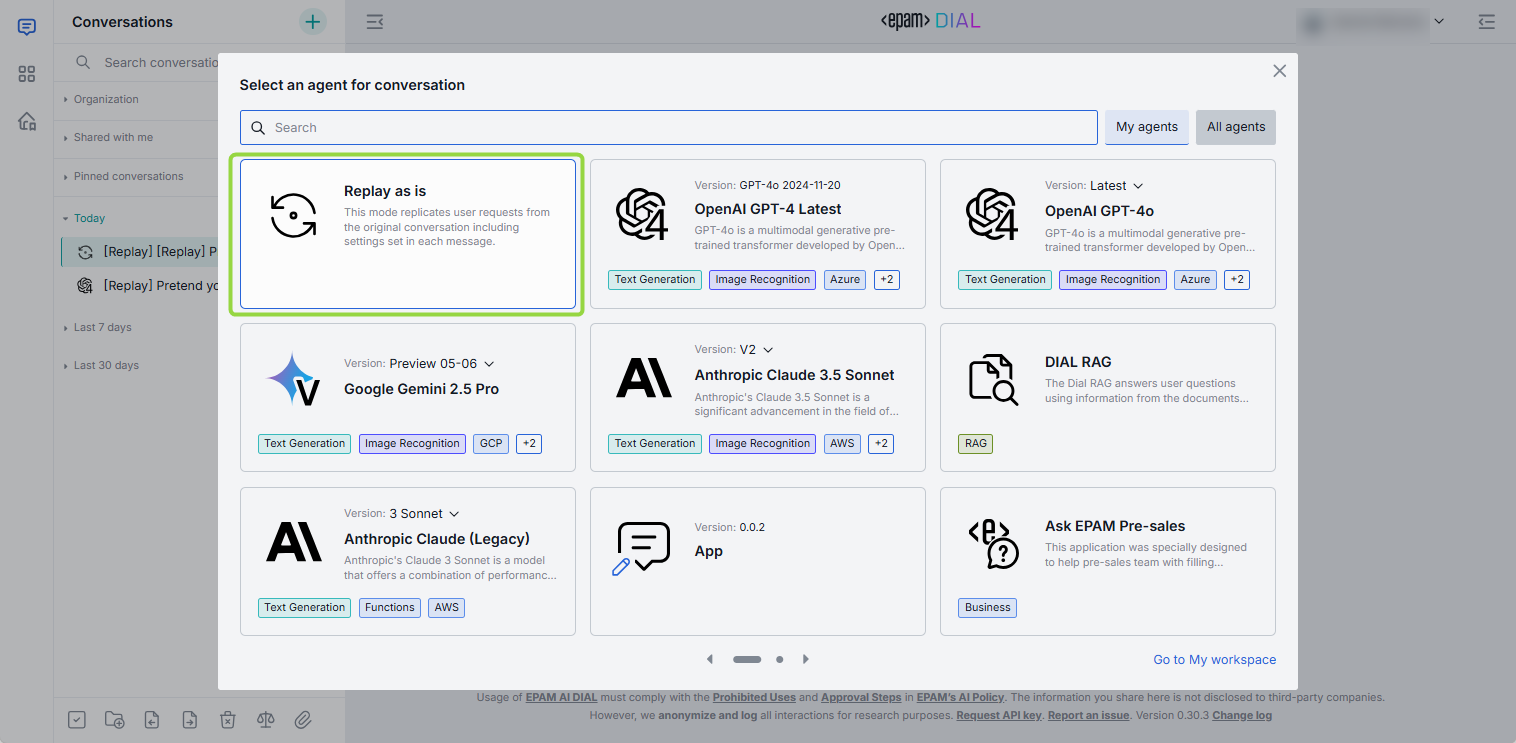 Conversations
<epam> DIAL
Search conversatio
Organization
Shared with me
Pinned conversations
Today
[Replay] [Replay] P
[Replay] Pretend yo
Last 7 days
Last 30 days
Select an agent for conversation
Search
My agents
All agents
Replay as is
This mode replicates user requests from
the original conversation including
settings set in each message.
Version: GPT-4o 2024-11-20
OpenAI GPT-4 Latest
GPT-4o is a multimodal generative pre-
trained transformer developed by Open...
Text Generation Image Recognition Azure +2
Version: Latest
OpenAI GPT-4o
GPT-4o is a multimodal generative pre-
trained transformer developed by Open...
Text Generation Image Recognition Azure +2
Version: Preview 05-06
Google Gemini 2.5 Pro
Text Generation Image Recognition GCP +2
Version: V2
Anthropic Claude 3.5 Sonnet
Anthropic's Claude 3.5 Sonnet is a
significant advancement in the field of...
Text Generation Image Recognition AWS +2
DIAL RAG
The Dial RAG answers user questions
using information from the documents...
RAG
Version: 3 Sonnet
Anthropic Claude (Legacy)
Anthropic's Claude 3 Sonnet is a model
that offers a combination of performanc...
Text Generation Functions AWS
Version: 0.0.2
App
Ask EPAM Pre-sales
This application was specially designed
to help pre-sales team with filling...
Business
Go to My workspace
Usage of EPAM AI DIAL must comply with the Prohibited Uses and Approval Steps in EPAM's AI Policy. The information you share here is not disclosed to third-party companies.
However, we anonymize and log all interactions for research purposes. Request API key. Report an issue. Version 0.30.3 Change log